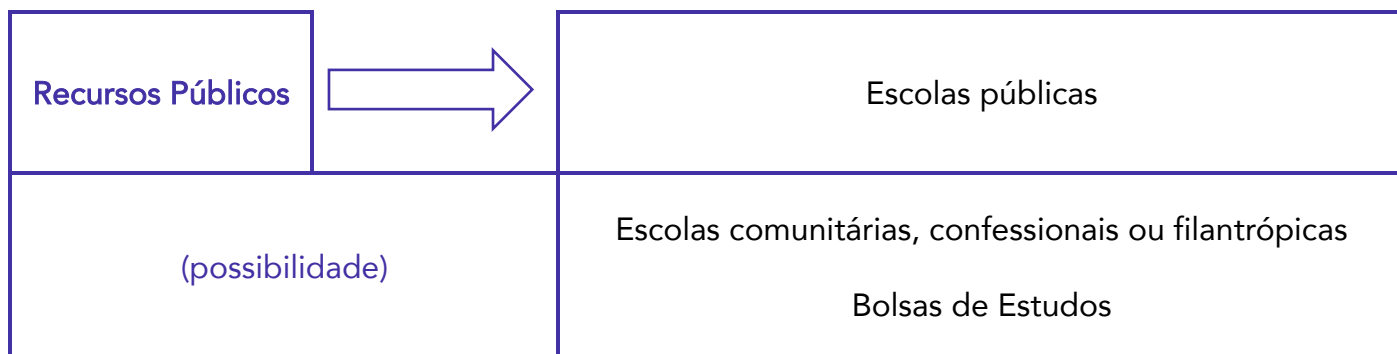 Recursos Públicos
Escolas públicas
(possibilidade)
Escolas comunitárias, confessionais ou filantrópicas
Bolsas de Estudos